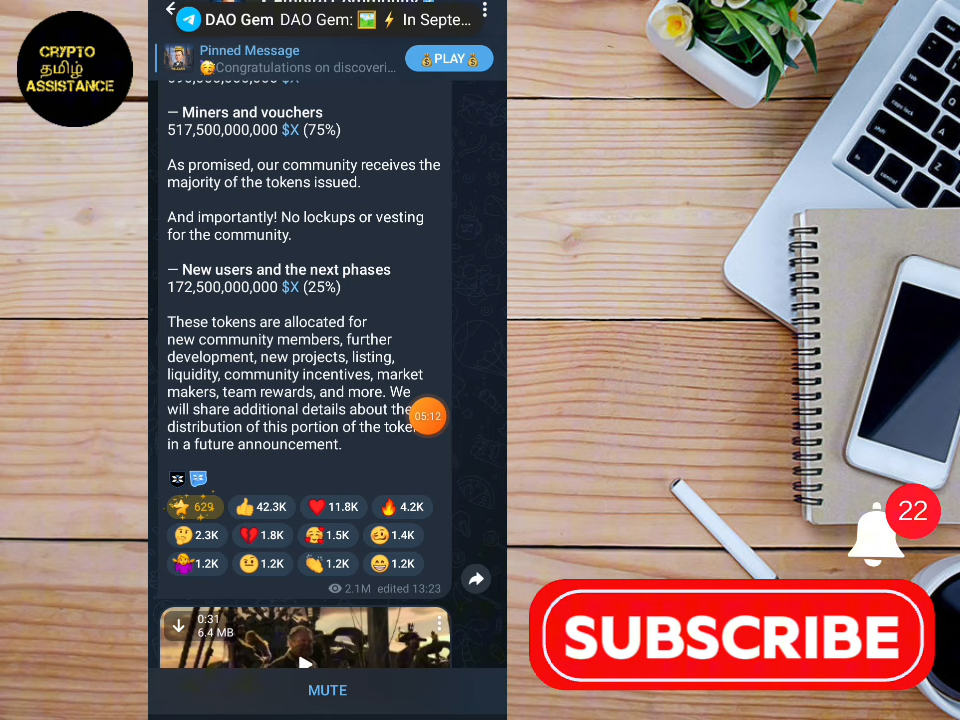 CRYPTO
தமிழ்
ASSISTANCE
DAO Gem DAO Gem: 🖼️ ⚡ In Septe...
Pinned Message
🥳Congratulations on discoveri...
💰PLAY💰
— Miners and vouchers
517,500,000,000 $X (75%)
As promised, our community receives the
majority of the tokens issued.
And importantly! No lockups or vesting
for the community.
— New users and the next phases
172,500,000,000 $X (25%)
These tokens are allocated for
new community members, further
development, new projects, listing,
liquidity, community incentives, market
makers, team rewards, and more. We
will share additional details about the
distribution of this portion of the
in a future announcement.
05:12
629 42.3K 11.8K 4.2K
2.3K 1.8K 1.5K 1.4K
1.2K 1.2K 1.2K 1.2K
2.1M edited 13:23
0:31
6.4 MB
MUTE
22
SUBSCRIBE